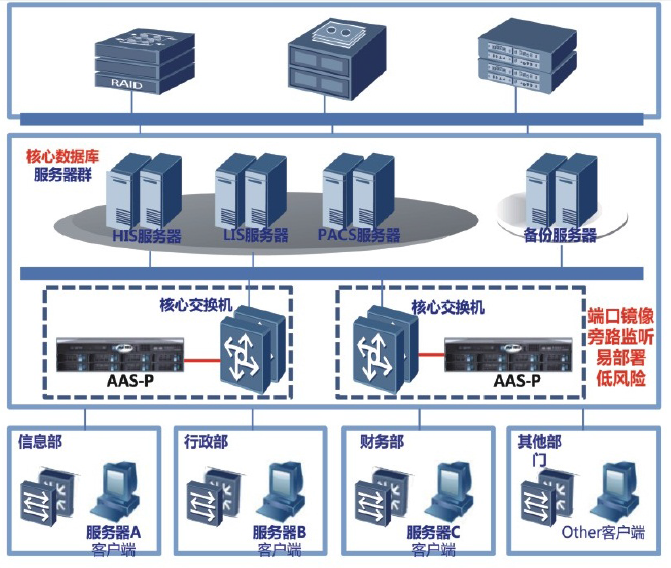 RAID
核心数据库
服务器群
HIS服务器
LIS服务器
PACS服务器
备份服务器
核心交换机
核心交换机
端口镜像
旁路监听
易部署
低风险
AAS-P
AAS-P
信息部
行政部
财务部
其他部
门
服务器A
客户端
服务器B
客户端
服务器C
客户端
Other客户端